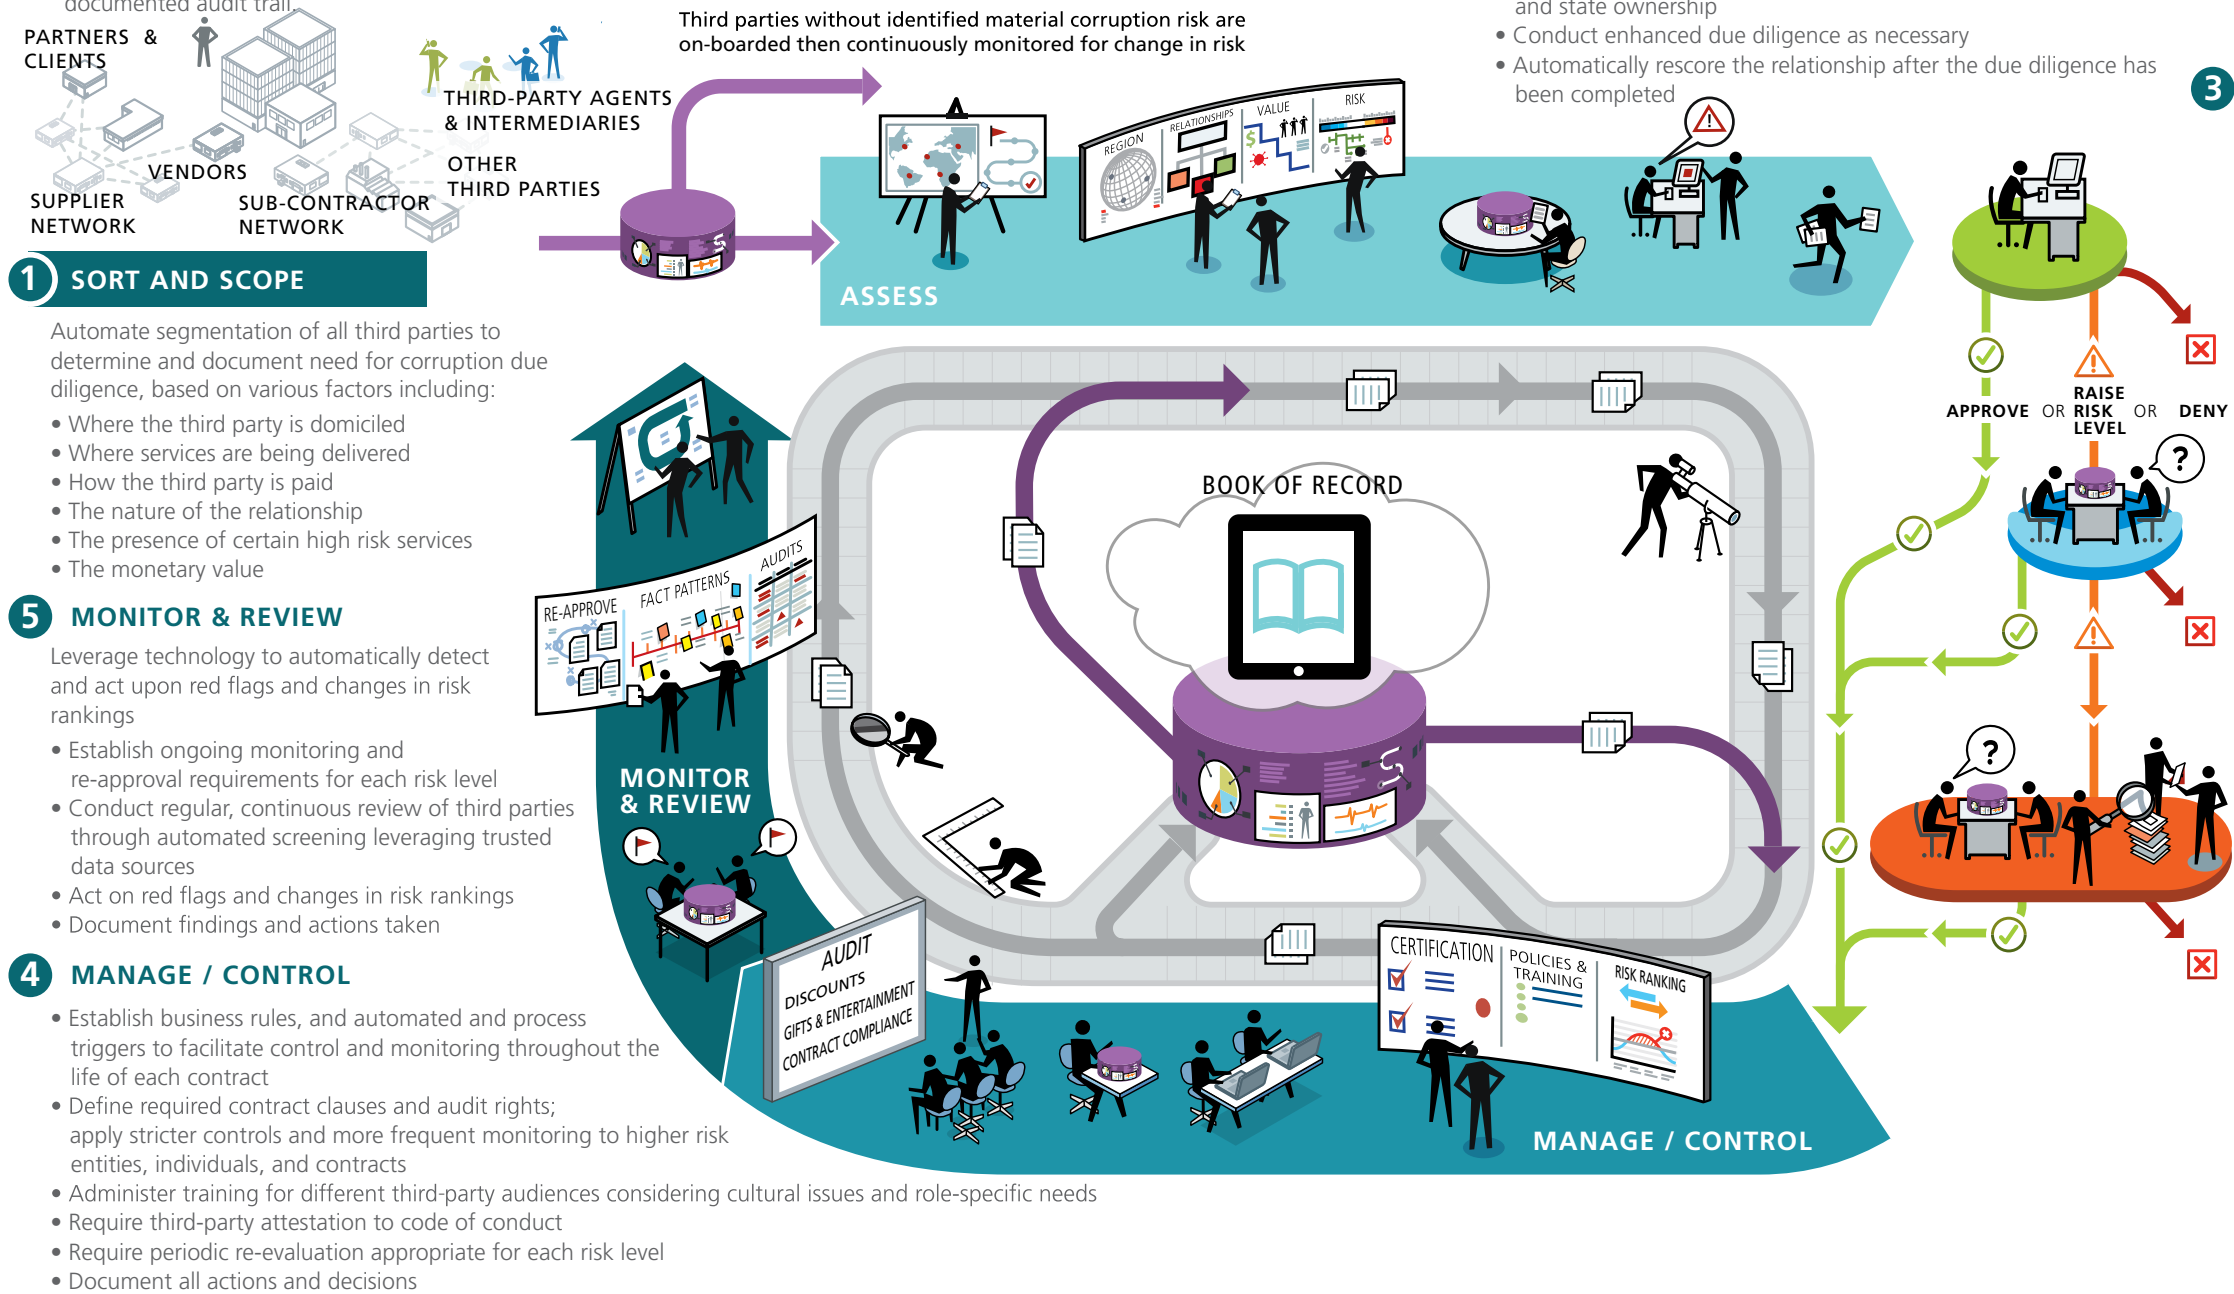 documented audit trail.
PARTNERS &
CLIENTS
VENDORS
SUPPLIER
NETWORK
SUB-CONTRACTOR
NETWORK
THIRD-PARTY AGENTS
& INTERMEDIARIES
OTHER
THIRD PARTIES
Third parties without identified material corruption risk are
on-boarded then continuously monitored for change in risk
and state ownership
• Conduct enhanced due diligence as necessary
• Automatically rescore the relationship after the due diligence has
been completed
3
REGION
RELATIONSHIPS
VALUE
$
RISK
ASSESS
1 SORT AND SCOPE
Automate segmentation of all third parties to
determine and document need for corruption due
diligence, based on various factors including:
• Where the third party is domiciled
• Where services are being delivered
• How the third party is paid
• The nature of the relationship
• The presence of certain high risk services
• The monetary value
5 MONITOR & REVIEW
Leverage technology to automatically detect
and act upon red flags and changes in risk
rankings
• Establish ongoing monitoring and
re-approval requirements for each risk level
• Conduct regular, continuous review of third parties
through automated screening leveraging trusted
data sources
• Act on red flags and changes in risk rankings
• Document findings and actions taken
4 MANAGE / CONTROL
• Establish business rules, and automated and process
triggers to facilitate control and monitoring throughout the
life of each contract
• Define required contract clauses and audit rights;
apply stricter controls and more frequent monitoring to higher risk
entities, individuals, and contracts
• Administer training for different third-party audiences considering cultural issues and role-specific needs
• Require third-party attestation to code of conduct
• Require periodic re-evaluation appropriate for each risk level
• Document all actions and decisions
RE-APPROVE
FACT PATTERNS
AUDITS
MONITOR
& REVIEW
BOOK OF RECORD
AUDIT
DISCOUNTS
GIFTS & ENTERTAINMENT
CONTRACT COMPLIANCE
CERTIFICATION
POLICIES &
TRAINING
RISK RANKING
MANAGE / CONTROL
APPROVE OR RAISE
RISK
LEVEL OR DENY
?
?